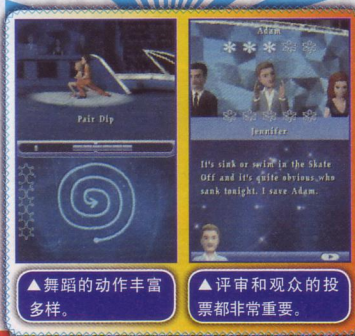 Pair Dip
Adam
Jennifer
It's sink or swim in the Skate
Off and it's quite obvious who
sank tonight. I save Adam.
▲舞蹈的动作丰富
多样。
▲评审和观众的投
票都非常重要。